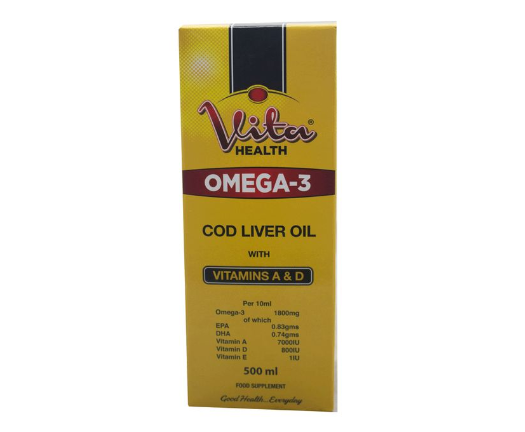 Vita®
HEALTH
OMEGA-3
COD LIVER OIL
WITH
VITAMINS A & D
Per 10ml
Omega-3 1800mg
of which
EPA 0.83gms
DHA 0.74gms
Vitamin A 7000IU
Vitamin D 800IU
Vitamin E 1IU
500 ml
FOOD SUPPLEMENT
Good Health...Everyday